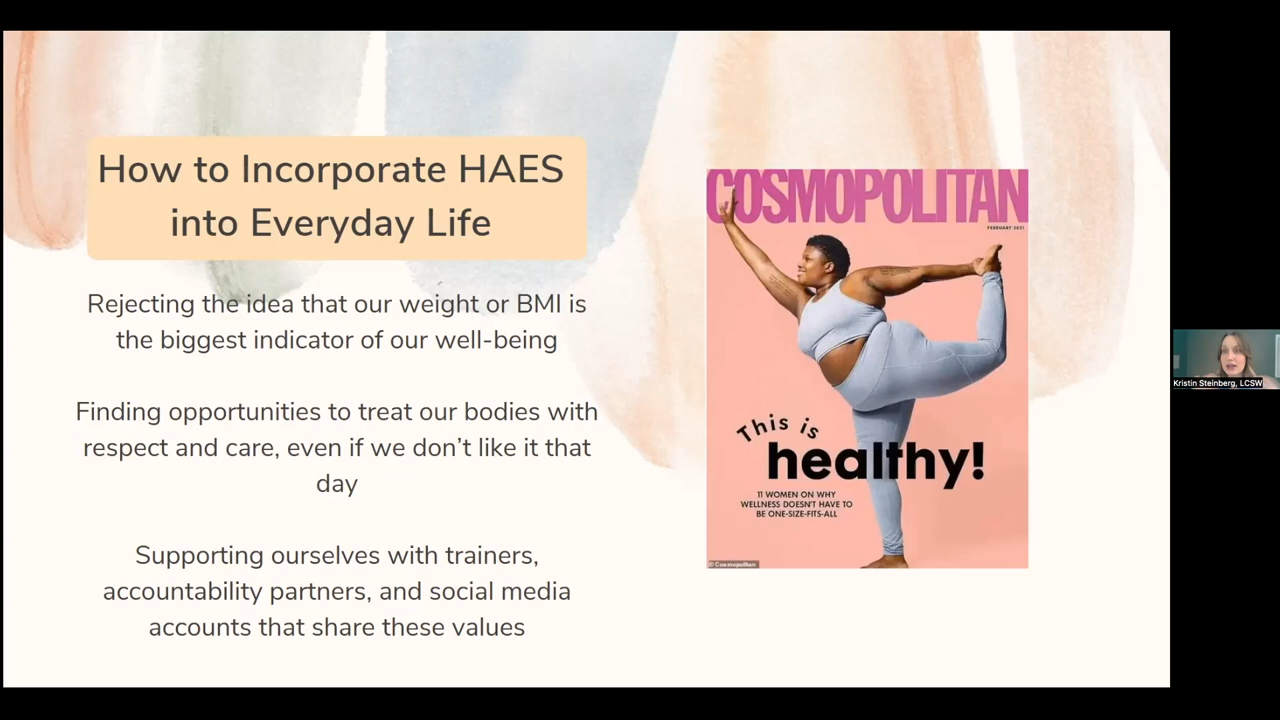 How to Incorporate HAES
into Everyday Life
Rejecting the idea that our weight or BMI is
the biggest indicator of our well-being
Finding opportunities to treat our bodies with
respect and care, even if we don’t like it that
day
Supporting ourselves with trainers,
accountability partners, and social media
accounts that share these values
COSMOPOLITAN
FEBRUARY 2021
This is
healthy!
11 WOMEN ON WHY
WELLNESS DOESN'T HAVE TO
BE ONE-SIZE-FITS-ALL
© Cosmopolitan
Kristin Steinberg, LCSW